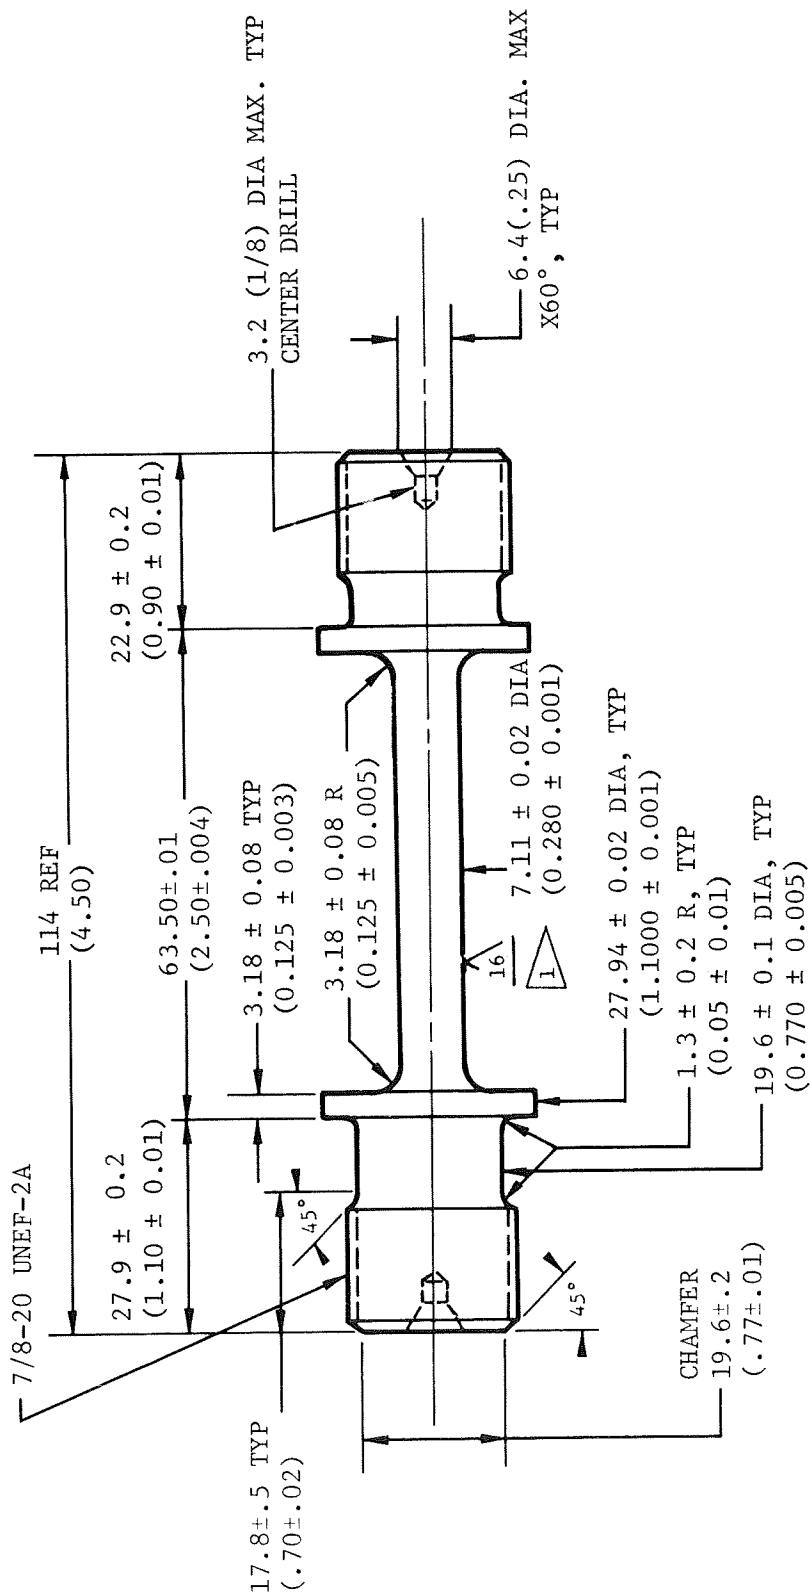 7/8-20 UNEF-2A
114 REF
(4.50)
27.9 ± 0.2
(1.10 ± 0.01)
63.50±.01
(2.50±.004)
22.9 ± 0.2
(0.90 ± 0.01)
17.8±.5 TYP
(.70±.02)
45°
3.18 ± 0.08 TYP
(0.125 ± 0.003)
3.18 ± 0.08 R
(0.125 ± 0.005)
3.2 (1/8) DIA MAX. TYP
CENTER DRILL
16
1
7.11 ± 0.02 DIA
(0.280 ± 0.001)
6.4(.25) DIA. MAX
X60°, TYP
45°
27.94 ± 0.02 DIA, TYP
(1.1000 ± 0.001)
1.3 ± 0.2 R, TYP
(0.05 ± 0.01)
19.6 ± 0.1 DIA, TYP
(0.770 ± 0.005)
CHAMFER
19.6±.2
(.77±.01)